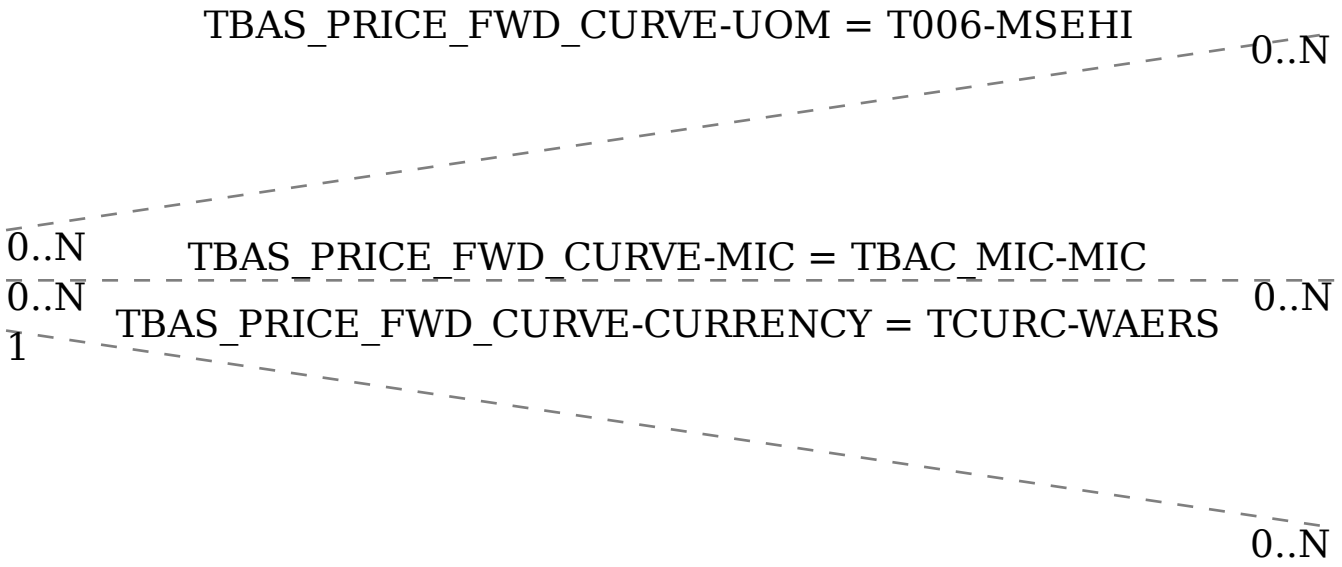 TBAS_PRICE_FWD_CURVE-UOM = T006-MSEHI
0..N
0..N
TBAS_PRICE_FWD_CURVE-MIC = TBAC_MIC-MIC
0..N
0..N
TBAS_PRICE_FWD_CURVE-CURRENCY = TCURC-WAERS
1
0..N